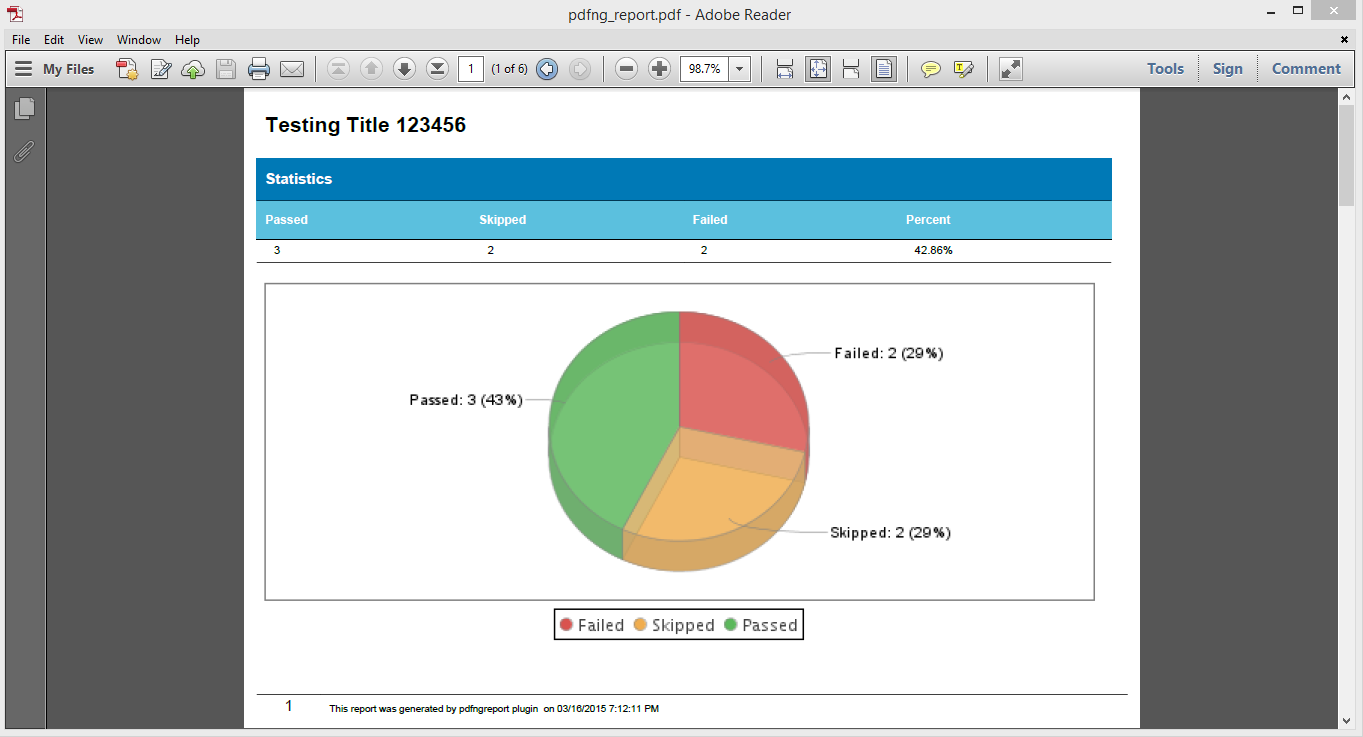 pdfng_report.pdf - Adobe Reader
File Edit View Window Help
My Files 1 (1 of 6) 98.7% T Tools Sign Comment
Testing Title 123456
Statistics
Passed Skipped Failed Percent
3 2 2 42.86%
Failed: 2 (29%)
Passed: 3 (43%)
Skipped: 2 (29%)
Failed Skipped Passed
1 This report was generated by pdfngreport plugin on 03/16/2015 7:12:11 PM